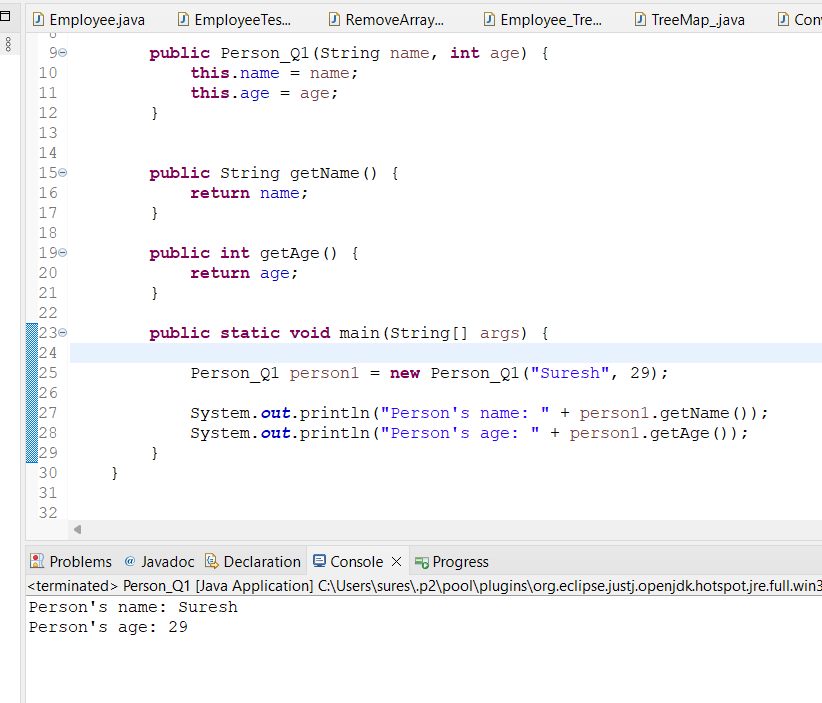 Employee.java EmployeeTes... RemoveArray... Employee_Tre... TreeMap_.java Con
9 public Person_Q1(String name, int age) {
10 this.name = name;
11 this.age = age;
12 }
13
14
15 public String getName() {
16 return name;
17 }
18
19 public int getAge() {
20 return age;
21 }
22
23 public static void main(String[] args) {
24
25 Person_Q1 person1 = new Person_Q1("Suresh", 29);
26
27 System.out.println("Person's name: " + person1.getName());
28 System.out.println("Person's age: " + person1.getAge());
29 }
30 }
31
32
Problems @ Javadoc Declaration Console Progress
<terminated> Person_Q1 [Java Application] C:\Users\sures\.p2\pool\plugins\org.eclipse.justj.openjdk.hotspot.jre.full.win3
Person's name: Suresh
Person's age: 29